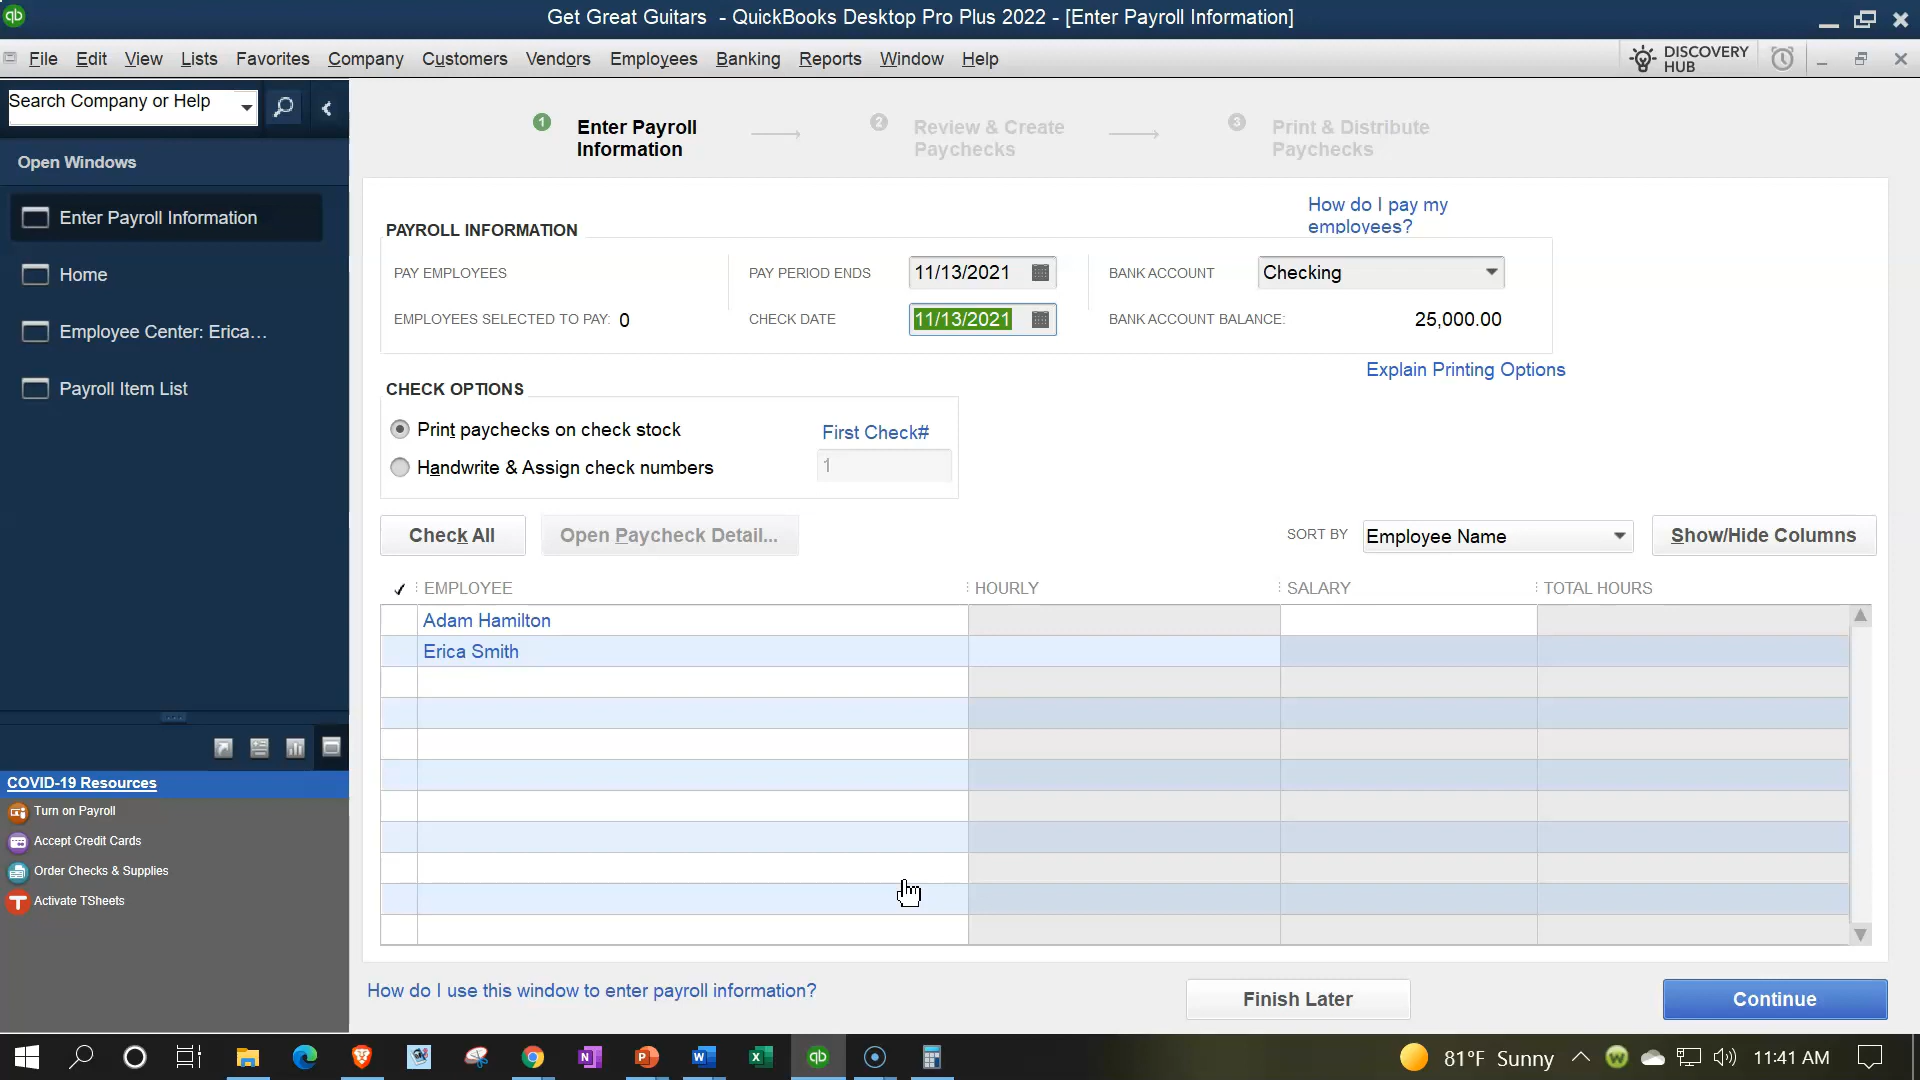 qb
Get Great Guitars - QuickBooks Desktop Pro Plus 2022 - [Enter Payroll Information]
File Edit View Lists Favorites Company Customers Vendors Employees Banking Reports Window Help
DISCOVERY
HUB
Search Company or Help
Open Windows
Enter Payroll Information
Home
Employee Center: Erica...
Payroll Item List
COVID-19 Resources
Turn on Payroll
Accept Credit Cards
Order Checks & Supplies
Activate TSheets
1 Enter Payroll
Information
2 Review & Create
Paychecks
3 Print & Distribute
Paychecks
How do I pay my
employees?
PAYROLL INFORMATION
PAY EMPLOYEES
PAY PERIOD ENDS 11/13/2021
BANK ACCOUNT Checking
EMPLOYEES SELECTED TO PAY: 0
CHECK DATE 11/13/2021
BANK ACCOUNT BALANCE: 25,000.00
Explain Printing Options
CHECK OPTIONS
Print paychecks on check stock
First Check#
Handwrite & Assign check numbers
1
Check All
Open Paycheck Detail...
SORT BY Employee Name
Show/Hide Columns
EMPLOYEE HOURLY SALARY TOTAL HOURS
Adam Hamilton
Erica Smith
How do I use this window to enter payroll information?
Finish Later
Continue
81°F Sunny
11:41 AM